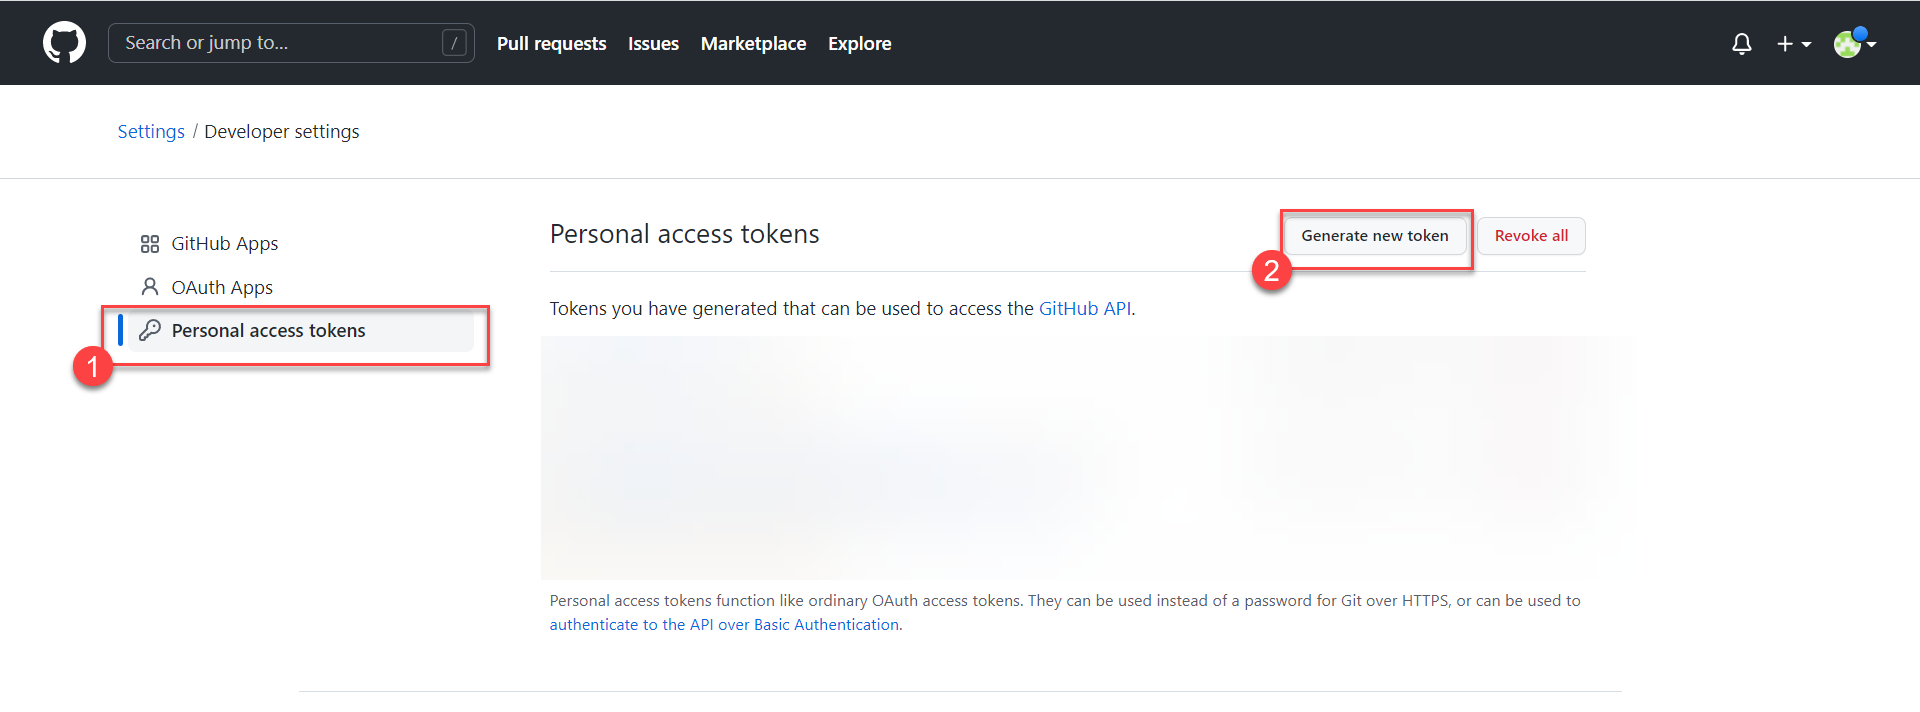 Search or jump to... / Pull requests Issues Marketplace Explore
Settings / Developer settings
GitHub Apps
OAuth Apps
Personal access tokens
1
Personal access tokens
Generate new token
Revoke all
2
Tokens you have generated that can be used to access the GitHub API.
Personal access tokens function like ordinary OAuth access tokens. They can be used instead of a password for Git over HTTPS, or can be used to
authenticate to the API over Basic Authentication.